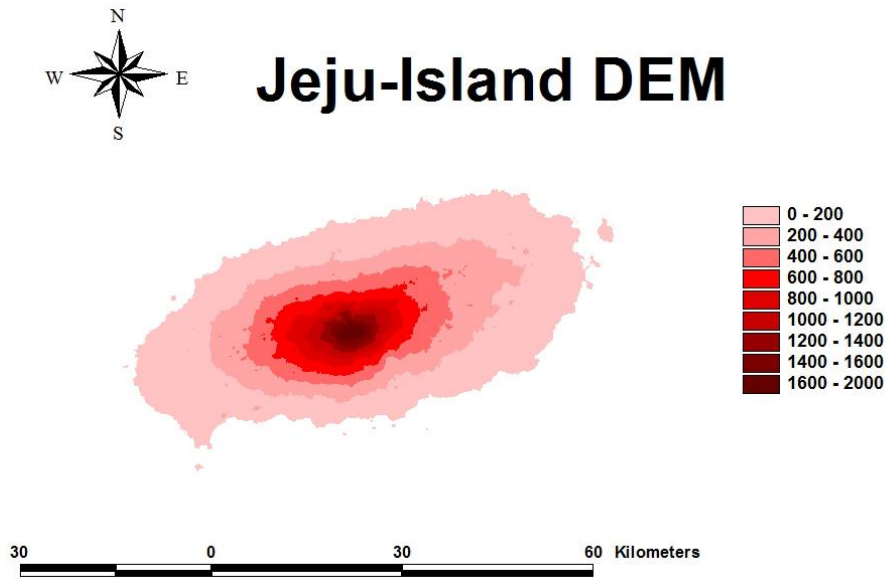 N
W E
S
Jeju-Island DEM
0 - 200
200 - 400
400 - 600
600 - 800
800 - 1000
1000 - 1200
1200 - 1400
1400 - 1600
1600 - 2000
30 0 30 60 Kilometers